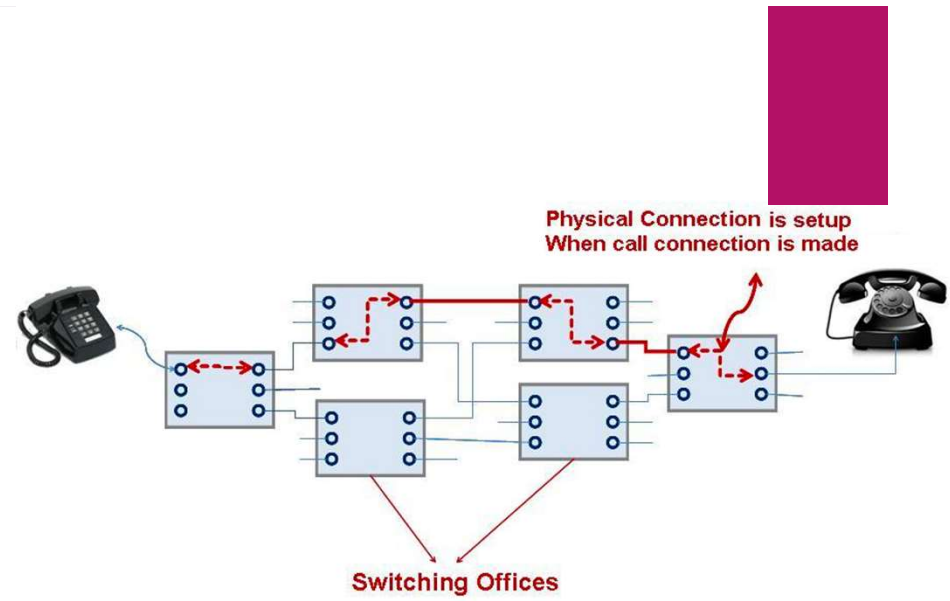 Physical Connection is setup
When call connection is made
Switching Offices